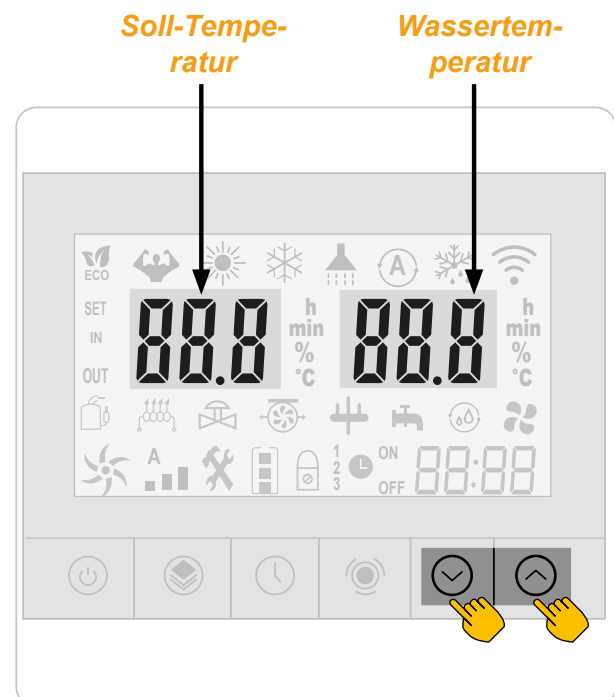 Soll-Tempe-
ratur
Wassertem-
peratur
ECO
A
SET
IN
OUT
88.8
h
min
%
°C
88.8
h
min
%
°C
A
1
2
3
ON
OFF
88:88